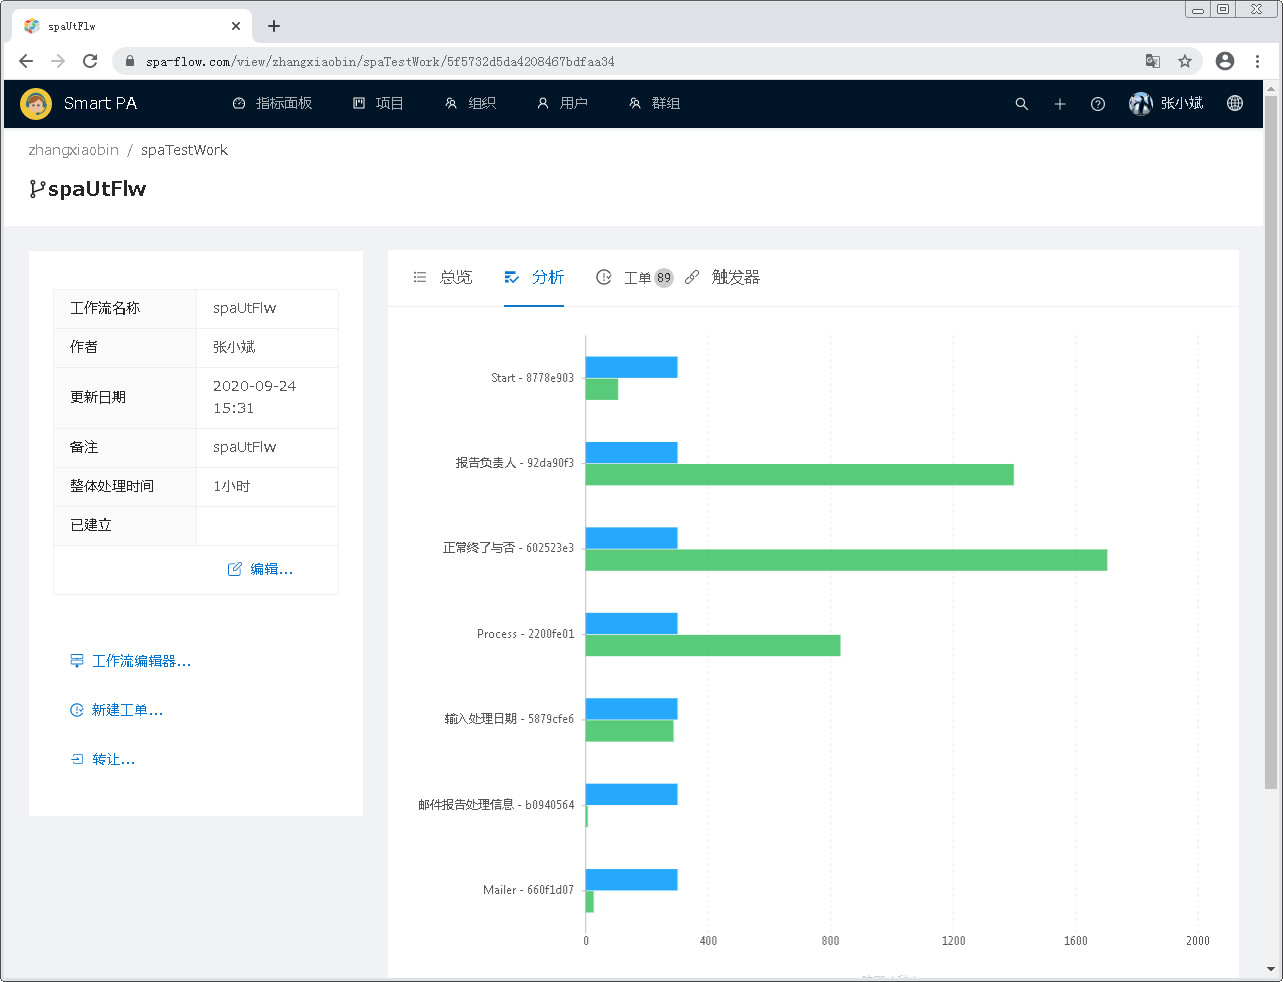 spaUtFlw
spa-flow.com/view/zhangxiaobin/spaTestWork/5f5732d5da4208467bdfaa34
Smart PA 指标面板 项目 组织 用户 群组 张小斌
zhangxiaobin / spaTestWork
spaUtFlw
工作流名称 spaUtFlw
作者 张小斌
更新日期 2020-09-24 15:31
备注 spaUtFlw
整体处理时间 1小时
已建立
编辑...
工作流编辑器...
新建工单...
转让...
总览 分析 工单 89 触发器
Start - 8778e903
报告负责人 - 92da90f3
正常终了与否 - 602523e3
Process - 2200fe01
输入处理日期 - 5879cfe6
邮件报告处理信息 - b0940564
Mailer - 660f1d07
0 400 800 1200 1600 2000